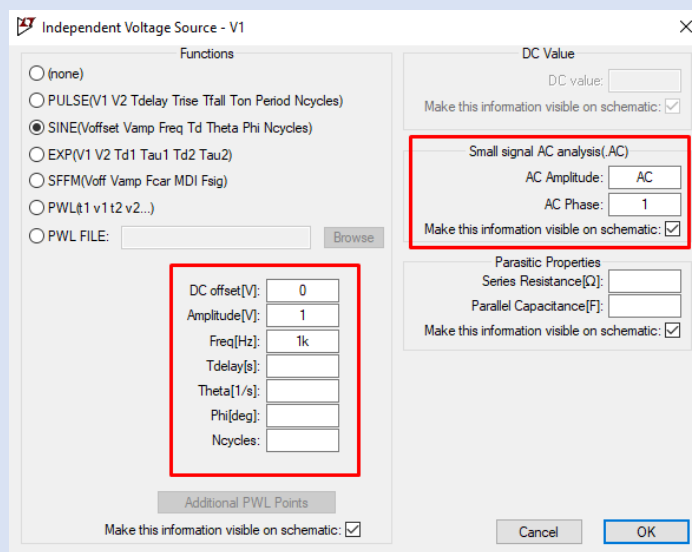 Independent Voltage Source - V1
Functions
(none)
PULSE(V1 V2 Tdelay Trise Tfall Ton Period Ncycles)
SINE(Voffset Vamp Freq Td Theta Phi Ncycles)
EXP(V1 V2 Td1 Tau1 Td2 Tau2)
SFFM(Voff Vamp Fcar MDI Fsig)
PWL(t1 v1 t2 v2...)
PWL FILE: Browse
DC offset[V]: 0
Amplitude[V]: 1
Freq[Hz]: 1k
Tdelay[s]:
Theta[1/s]:
Phi[deg]:
Ncycles:
Additional PWL Points
Make this information visible on schematic:
DC Value
DC value:
Make this information visible on schematic:
Small signal AC analysis(.AC)
AC Amplitude: AC
AC Phase: 1
Make this information visible on schematic:
Parasitic Properties
Series Resistance[Ω]:
Parallel Capacitance[F]:
Make this information visible on schematic:
Cancel OK